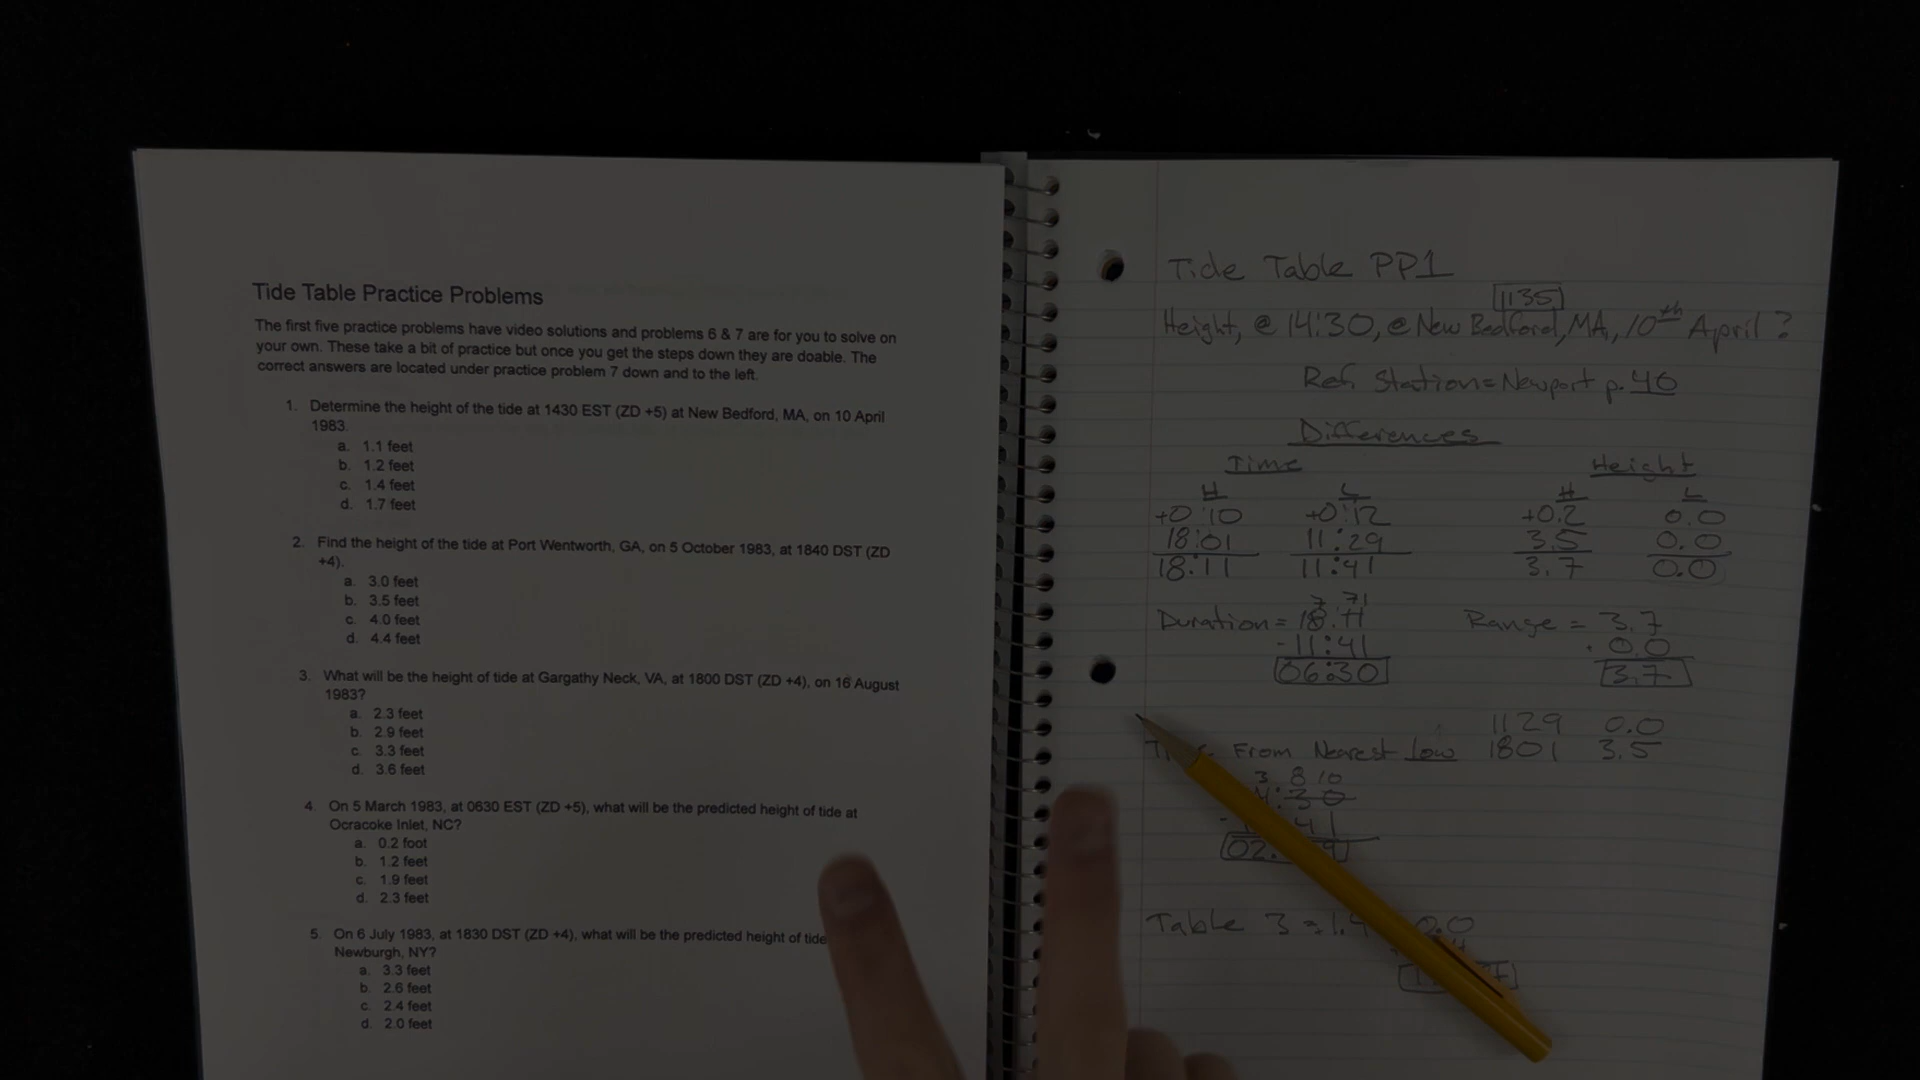 Tide Table Practice Problems
The first five practice problems have video solutions and problems 6 & 7 are for you to solve on
your own. These take a bit of practice but once you get the steps down they are doable. The
correct answers are located under practice problem 7 down and to the left.
1. Determine the height of the tide at 1430 EST (ZD +5) at New Bedford, MA, on 10 April
1983.
a. 1.1 feet
b. 1.2 feet
c. 1.4 feet
d. 1.7 feet
2. Find the height of the tide at Port Wentworth, GA, on 5 October 1983, at 1840 DST (ZD
+4).
a. 3.0 feet
b. 3.5 feet
c. 4.0 feet
d. 4.4 feet
3. What will be the height of tide at Gargathy Neck, VA, at 1800 DST (ZD +4), on 16 August
1983?
a. 2.3 feet
b. 2.9 feet
c. 3.3 feet
d. 3.6 feet
4. On 5 March 1983, at 0630 EST (ZD +5), what will be the predicted height of tide at
Ocracoke Inlet, NC?
a. 0.2 foot
b. 1.2 feet
c. 1.9 feet
d. 2.3 feet
5. On 6 July 1983, at 1830 DST (ZD +4), what will be the predicted height of tide
Newburgh, NY?
a. 3.3 feet
b. 2.6 feet
c. 2.4 feet
d. 2.0 feet
Tide Table PP1
1135
Height, @ 14:30, @ New Bedford, MA, 10th April?
Ref. Station = Newport p. 40
Differences
Time Height
H L H L
+0:10 +0:12 +0.2 0.0
18:01 11:29 3.5 0.0
18:11 11:41 3.7 0.0
7 71
Duration = 18:11 Range = 3.7
-11:41 0.0
06:30 3.7
1129 0.0
From Nearest Low 1801 3.5
3 8 10
:30
41
02:
Table 3 = 1. 0.0